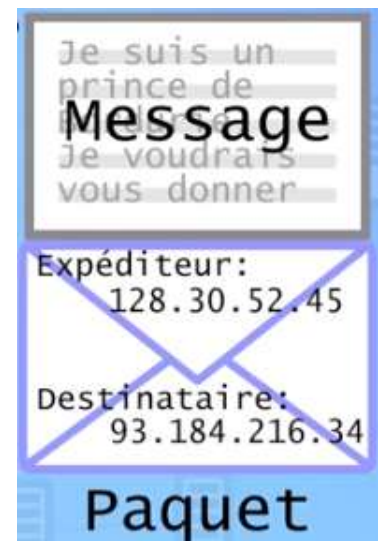 Je suis un
prince de
Message
Je voudrais
vous donner
Expéditeur:
128.30.52.45
Destinataire:
93.184.216.34
Paquet